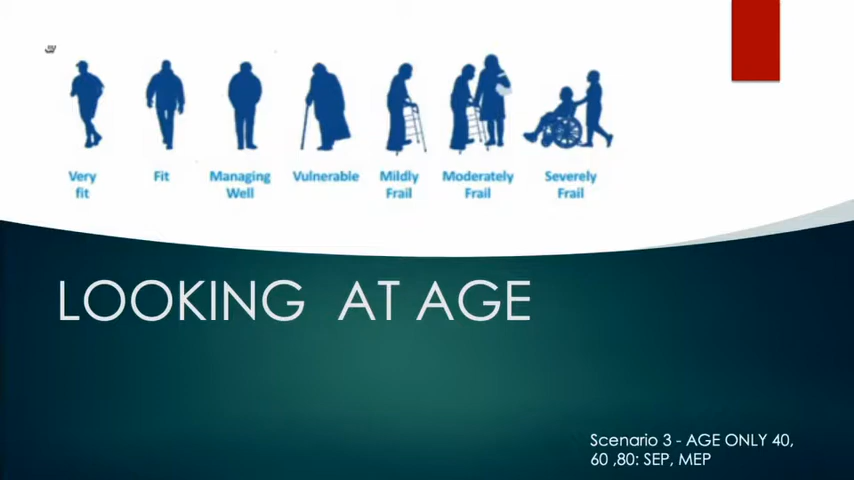 Very fit
Fit
Managing Well
Vulnerable
Mildly Frail
Moderately Frail
Severely Frail
LOOKING AT AGE
Scenario 3 - AGE ONLY 40,
60 ,80: SEP, MEP